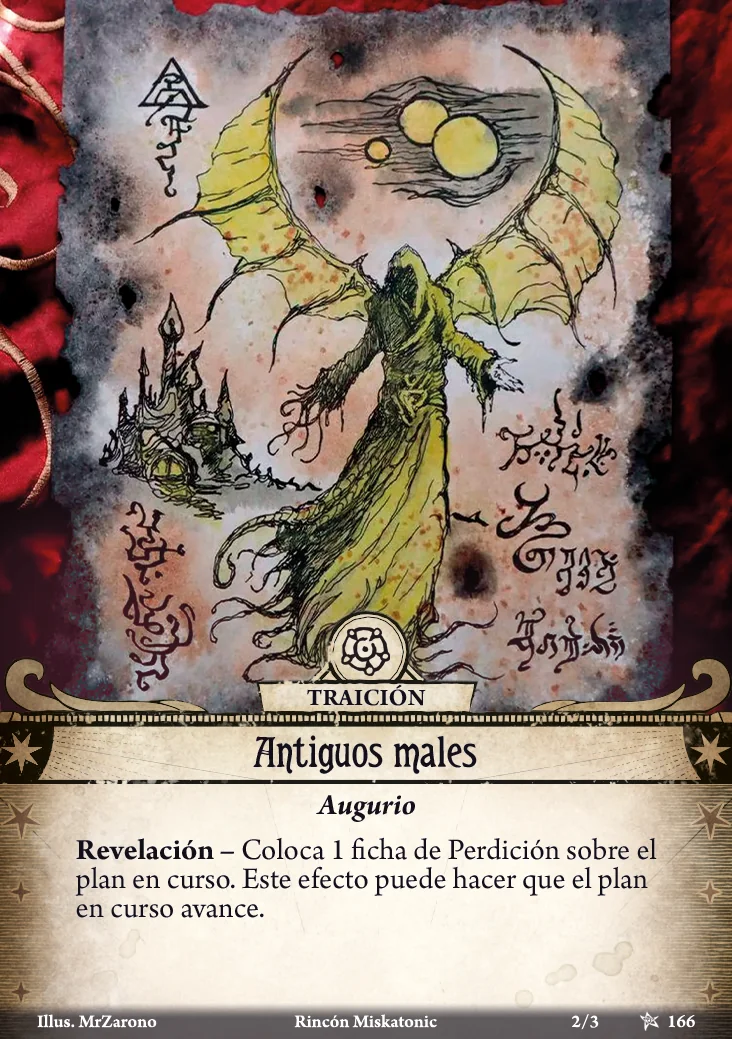 TRAICIÓN
Antiguos males
Augurio
Revelación – Coloca 1 ficha de Perdición sobre el
plan en curso. Este efecto puede hacer que el plan
en curso avance.
Illus. MrZarono Rincón Miskatonic 2/3 166